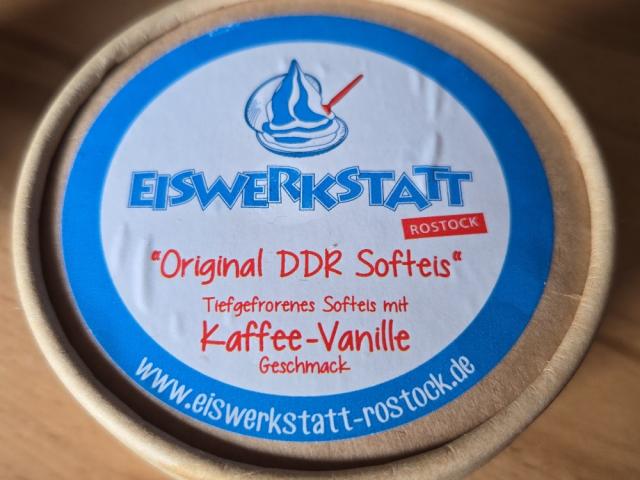 EISWERKSTATT
ROSTOCK
"Original DDR Softeis"
Tiefgefrorenes Softeis mit
Kaffee-Vanille
Geschmack
www.eiswerkstatt-rostock.de